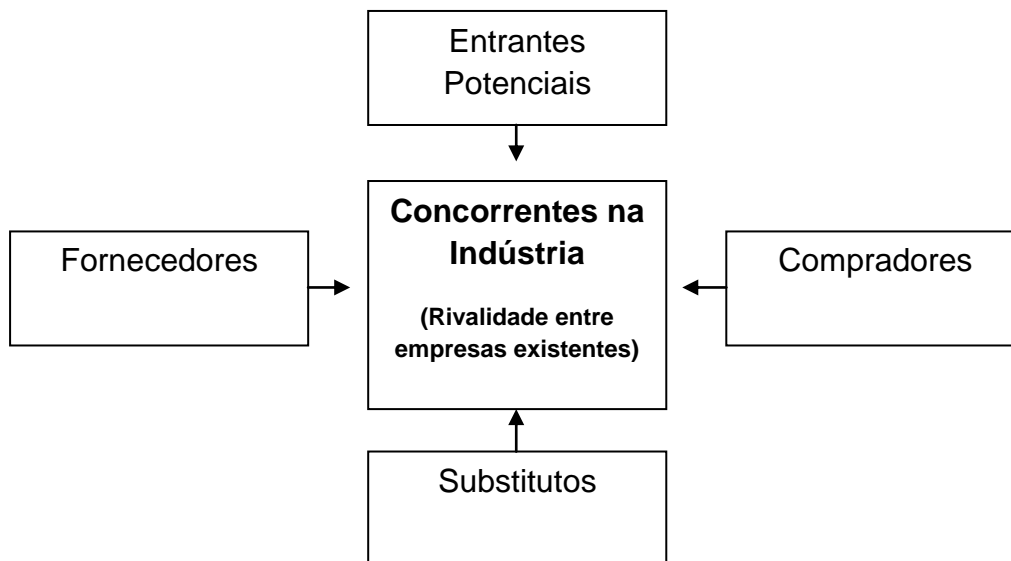 Entrantes
Potenciais
Concorrentes na
Indústria
(Rivalidade entre
empresas existentes)
Fornecedores
Compradores
Substitutos